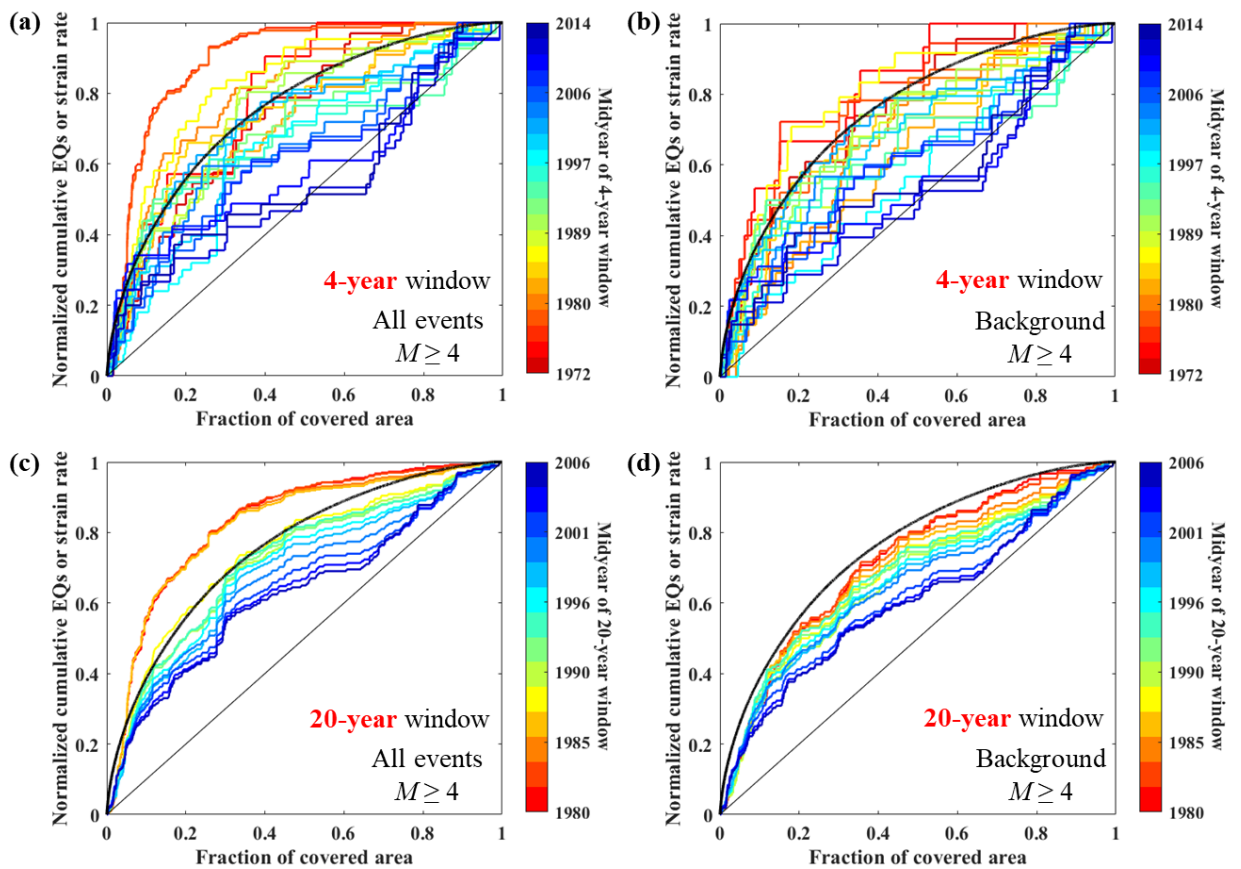 (a)
Normalized cumulative EQs or strain rate
1
0.8
0.6
0.4
0.2
0
0
0.2
0.4
0.6
0.8
1
Fraction of covered area
4-year window
All events
M ≥ 4
2014
2006
1997
1989
1980
1972
Midyear of 4-year window
(b)
Normalized cumulative EQs or strain rate
1
0.8
0.6
0.4
0.2
0
0
0.2
0.4
0.6
0.8
1
Fraction of covered area
4-year window
Background
M ≥ 4
2014
2006
1997
1989
1980
1972
Midyear of 4-year window
(c)
Normalized cumulative EQs or strain rate
1
0.8
0.6
0.4
0.2
0
0
0.2
0.4
0.6
0.8
1
Fraction of covered area
20-year window
All events
M ≥ 4
2006
2001
1996
1990
1985
1980
Midyear of 20-year window
(d)
Normalized cumulative EQs or strain rate
1
0.8
0.6
0.4
0.2
0
0
0.2
0.4
0.6
0.8
1
Fraction of covered area
20-year window
Background
M ≥ 4
2006
2001
1996
1990
1985
1980
Midyear of 20-year window